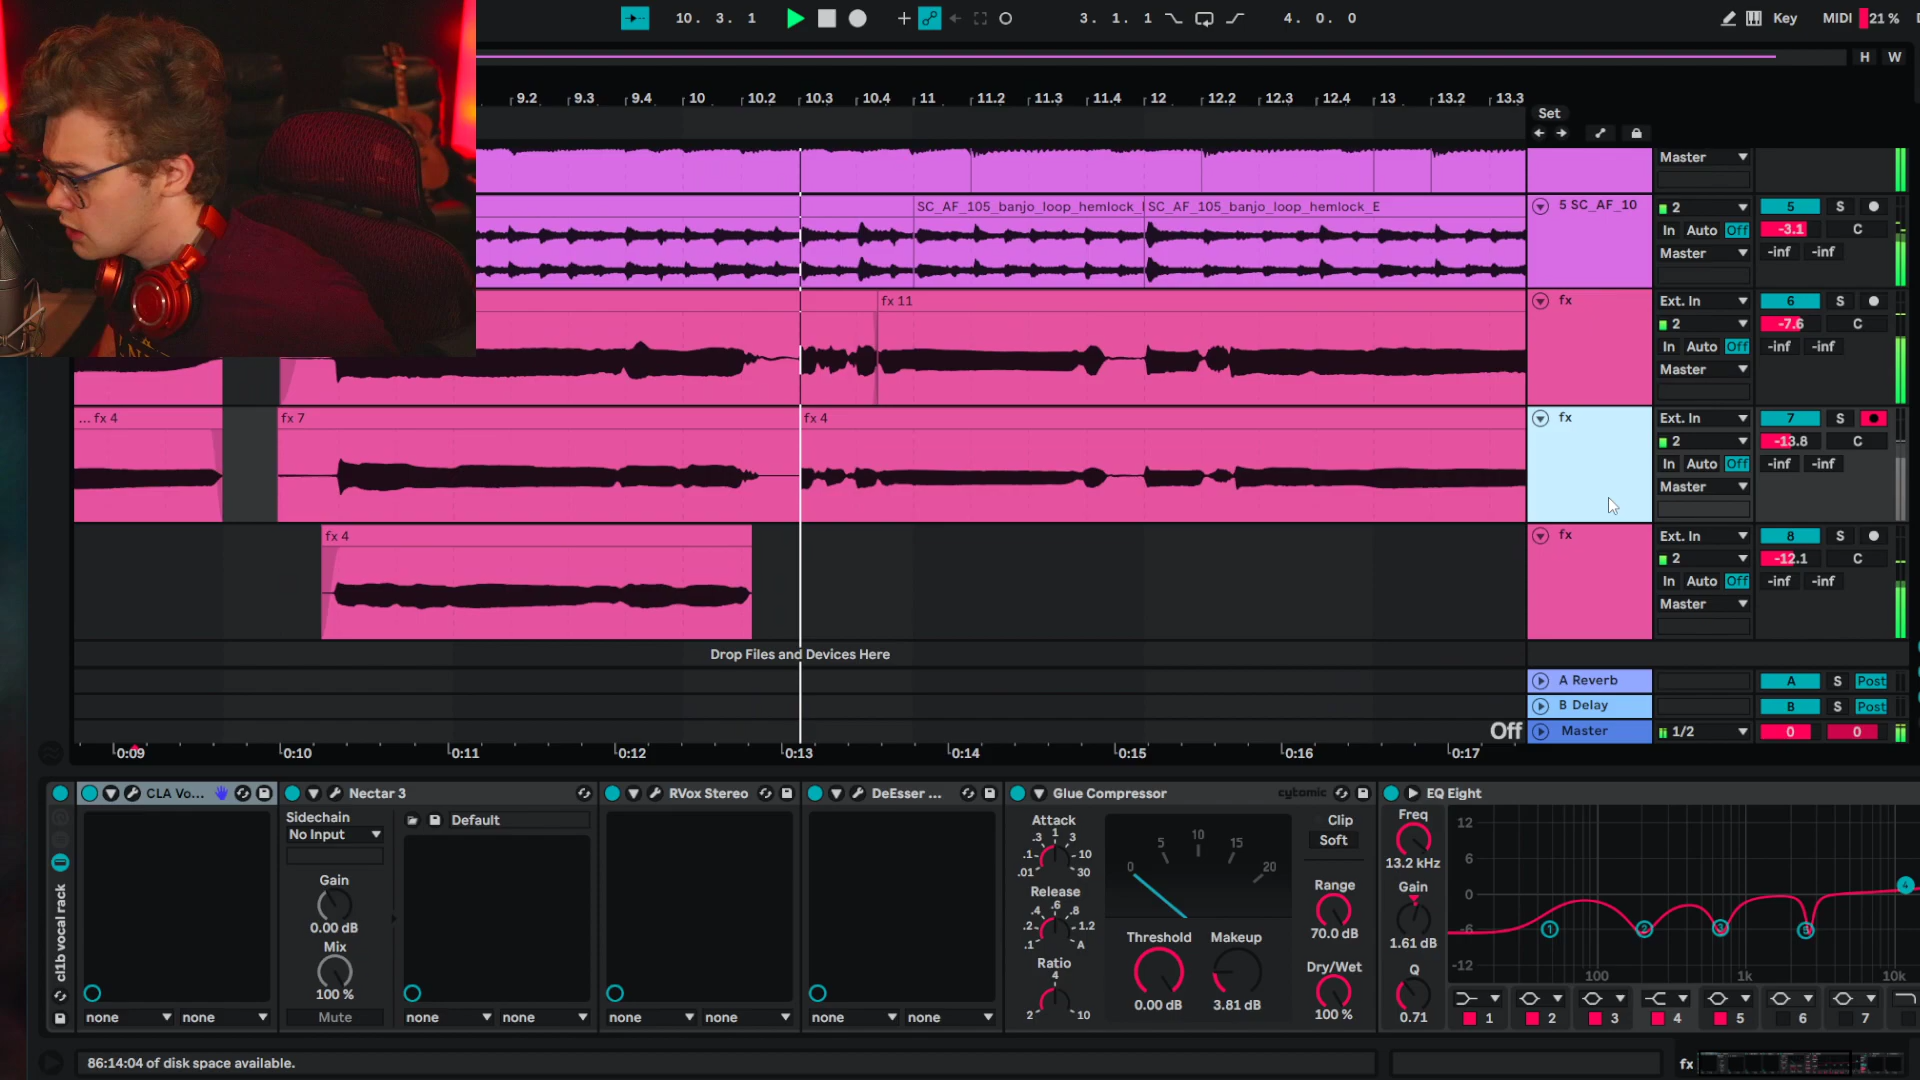 10. 3. 1
3. 1. 1
4. 0. 0
Key
MIDI
21 %
H W
9.2 9.3 9.4 10 10.2 10.3 10.4 11 11.2 11.3 11.4 12 12.2 12.3 12.4 13 13.2 13.3
Set
Master
SC_AF_105_banjo_loop_hemlock_
SC_AF_105_banjo_loop_hemlock_E
5 SC_AF_10
2
5 S
In Auto Off
-3.1 C
Master
-inf -inf
fx 11
fx
Ext. In
6 S
2
-7.6 C
In Auto Off
-inf -inf
Master
... fx 4
fx 7
fx 4
fx
Ext. In
7 S
2
-13.8 C
In Auto Off
-inf -inf
Master
fx 4
fx
Ext. In
8 S
2
-12.1 C
In Auto Off
-inf -inf
Master
Drop Files and Devices Here
A Reverb
A S Post
B Delay
B S Post
Off
Master
1/2
0 0
0:09 0:10 0:11 0:12 0:13 0:14 0:15 0:16 0:17
cl1b vocal rack
CLA Vo...
none none
Nectar 3
Sidechain
No Input
Gain
0.00 dB
Mix
100 %
Mute
Default
none none
RVox Stereo
none none
DeEsser ...
none none
Glue Compressor
cytomic
Attack
.01 .1 .3 1 3 10 30
Release
.1 .2 .4 .6 .8 1.2 A
Ratio
2 4 10
0 5 10 15 20
Threshold
0.00 dB
Makeup
3.81 dB
Clip
Soft
Range
70.0 dB
Dry/Wet
100 %
EQ Eight
Freq
13.2 kHz
Gain
1.61 dB
Q
0.71
12
6
0
-6
-12
100 1k 10k
1 2 3 4 5 6 7
86:14:04 of disk space available.
fx